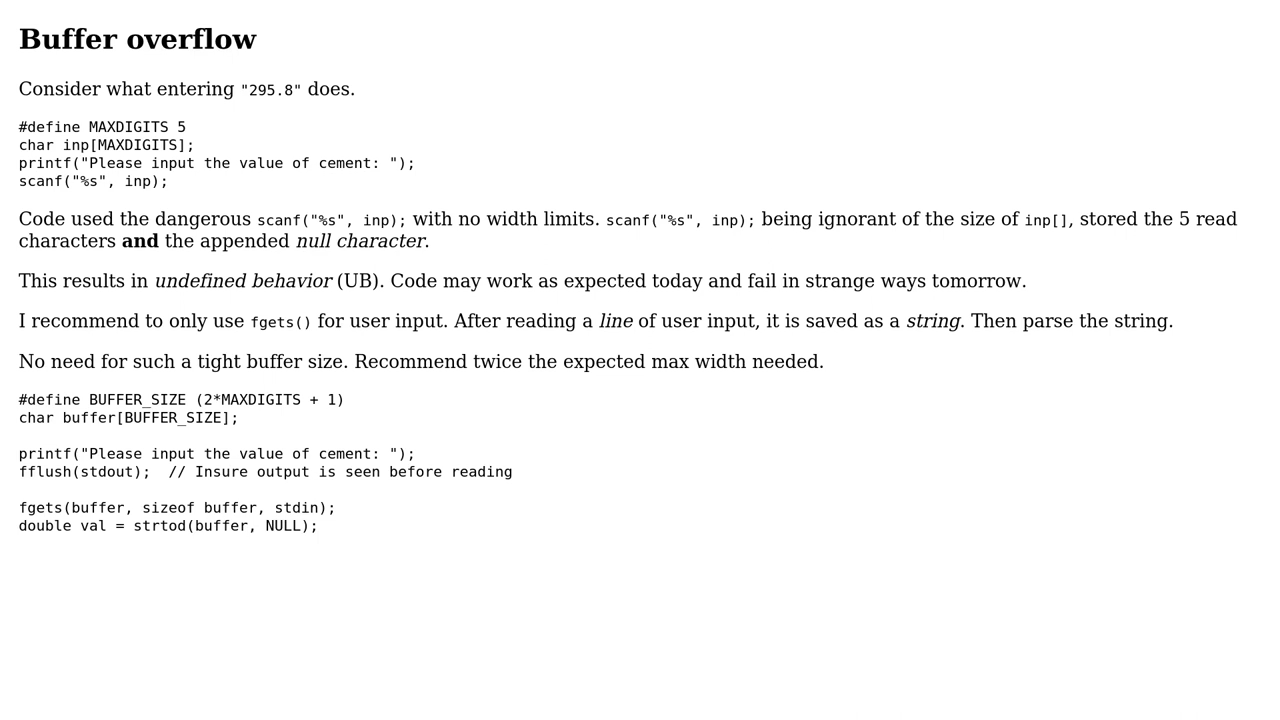 Buffer overflow
Consider what entering "295.8" does.
#define MAXDIGITS 5
char inp[MAXDIGITS];
printf("Please input the value of cement: ");
scanf("%s", inp);
Code used the dangerous scanf("%s", inp); with no width limits. scanf("%s", inp); being ignorant of the size of inp[], stored the 5 read
characters and the appended null character.
This results in undefined behavior (UB). Code may work as expected today and fail in strange ways tomorrow.
I recommend to only use fgets() for user input. After reading a line of user input, it is saved as a string. Then parse the string.
No need for such a tight buffer size. Recommend twice the expected max width needed.
#define BUFFER_SIZE (2*MAXDIGITS + 1)
char buffer[BUFFER_SIZE];
printf("Please input the value of cement: ");
fflush(stdout);  // Insure output is seen before reading
fgets(buffer, sizeof buffer, stdin);
double val = strtod(buffer, NULL);